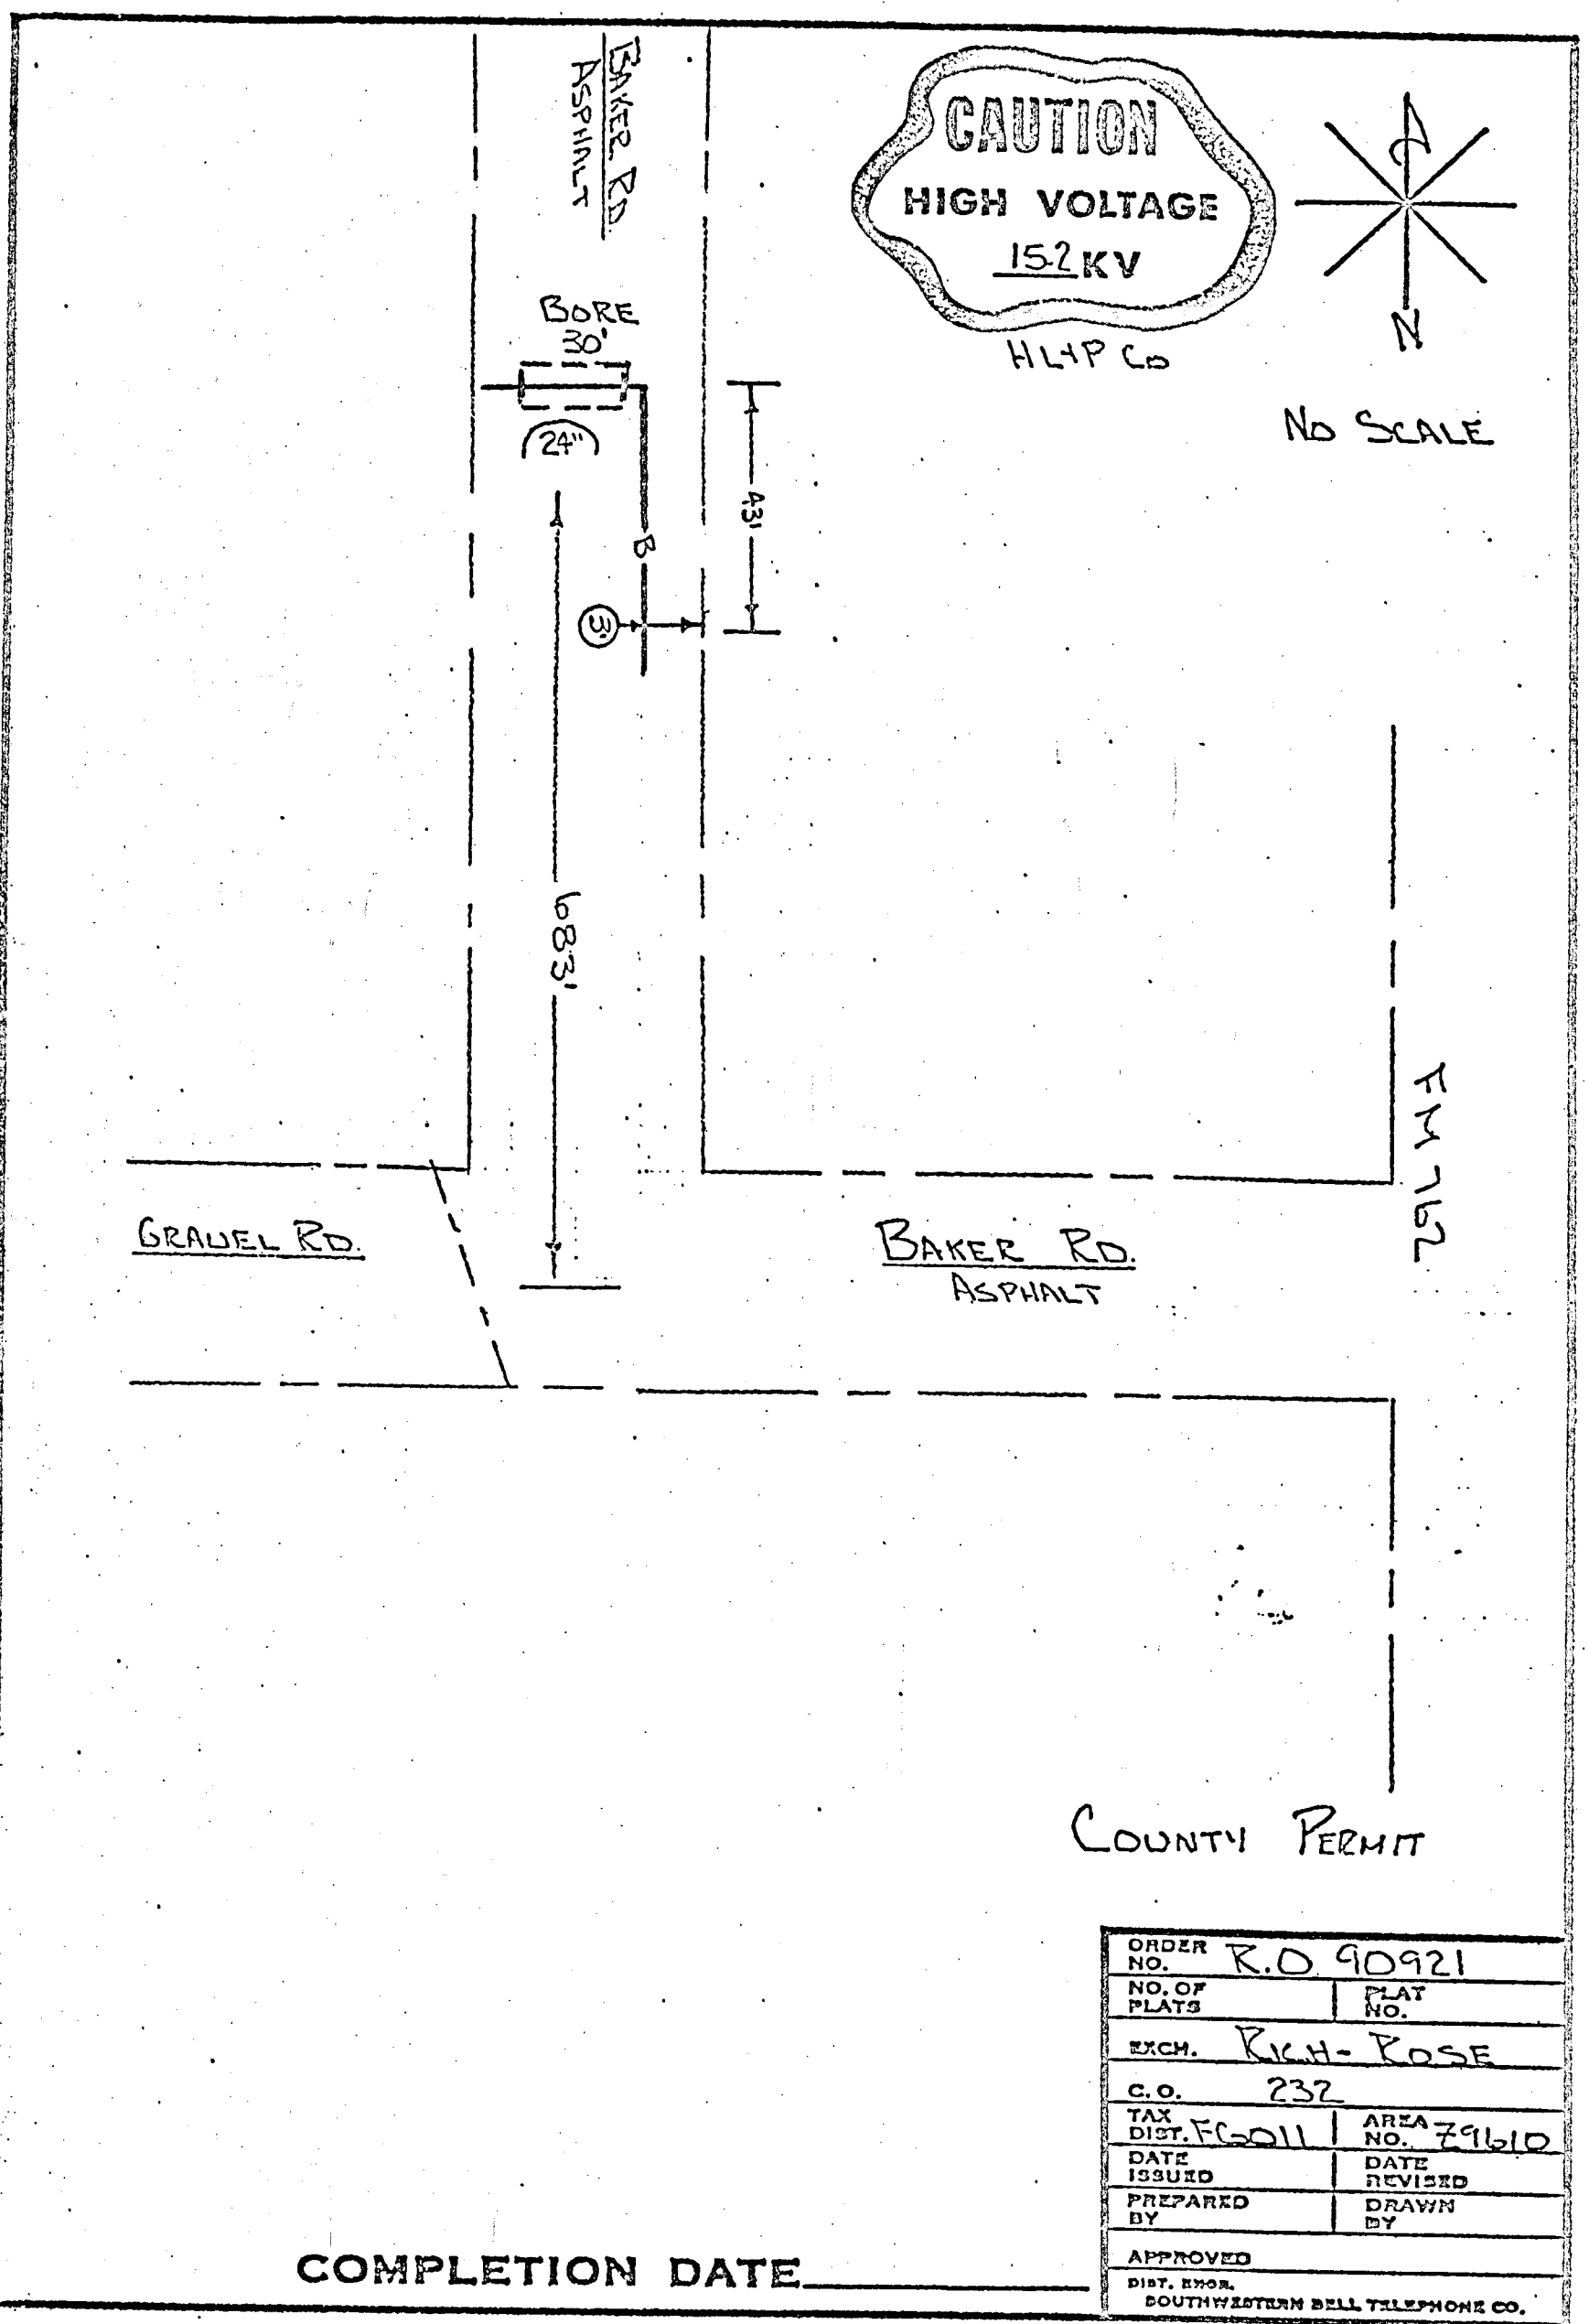 BAKER RD.
ASPHALT
CAUTION
HIGH VOLTAGE
15.2 KV
HL&P Co
N
NO SCALE
BORE
30'
24"
43'
B
3'
683'
FM 762
GRAVEL RD.
BAKER RD.
ASPHALT
COUNTY PERMIT
ORDER NO. R.O. 90921
NO. OF PLATS PLAT NO.
EXCH. RICH-ROSE
C.O. 232
TAX DIST. FG011 AREA NO. Z9610
DATE ISSUED DATE REVISED
PREPARED BY DRAWN BY
APPROVED
DIST. ENGR.
SOUTHWESTERN BELL TELEPHONE CO.
COMPLETION DATE